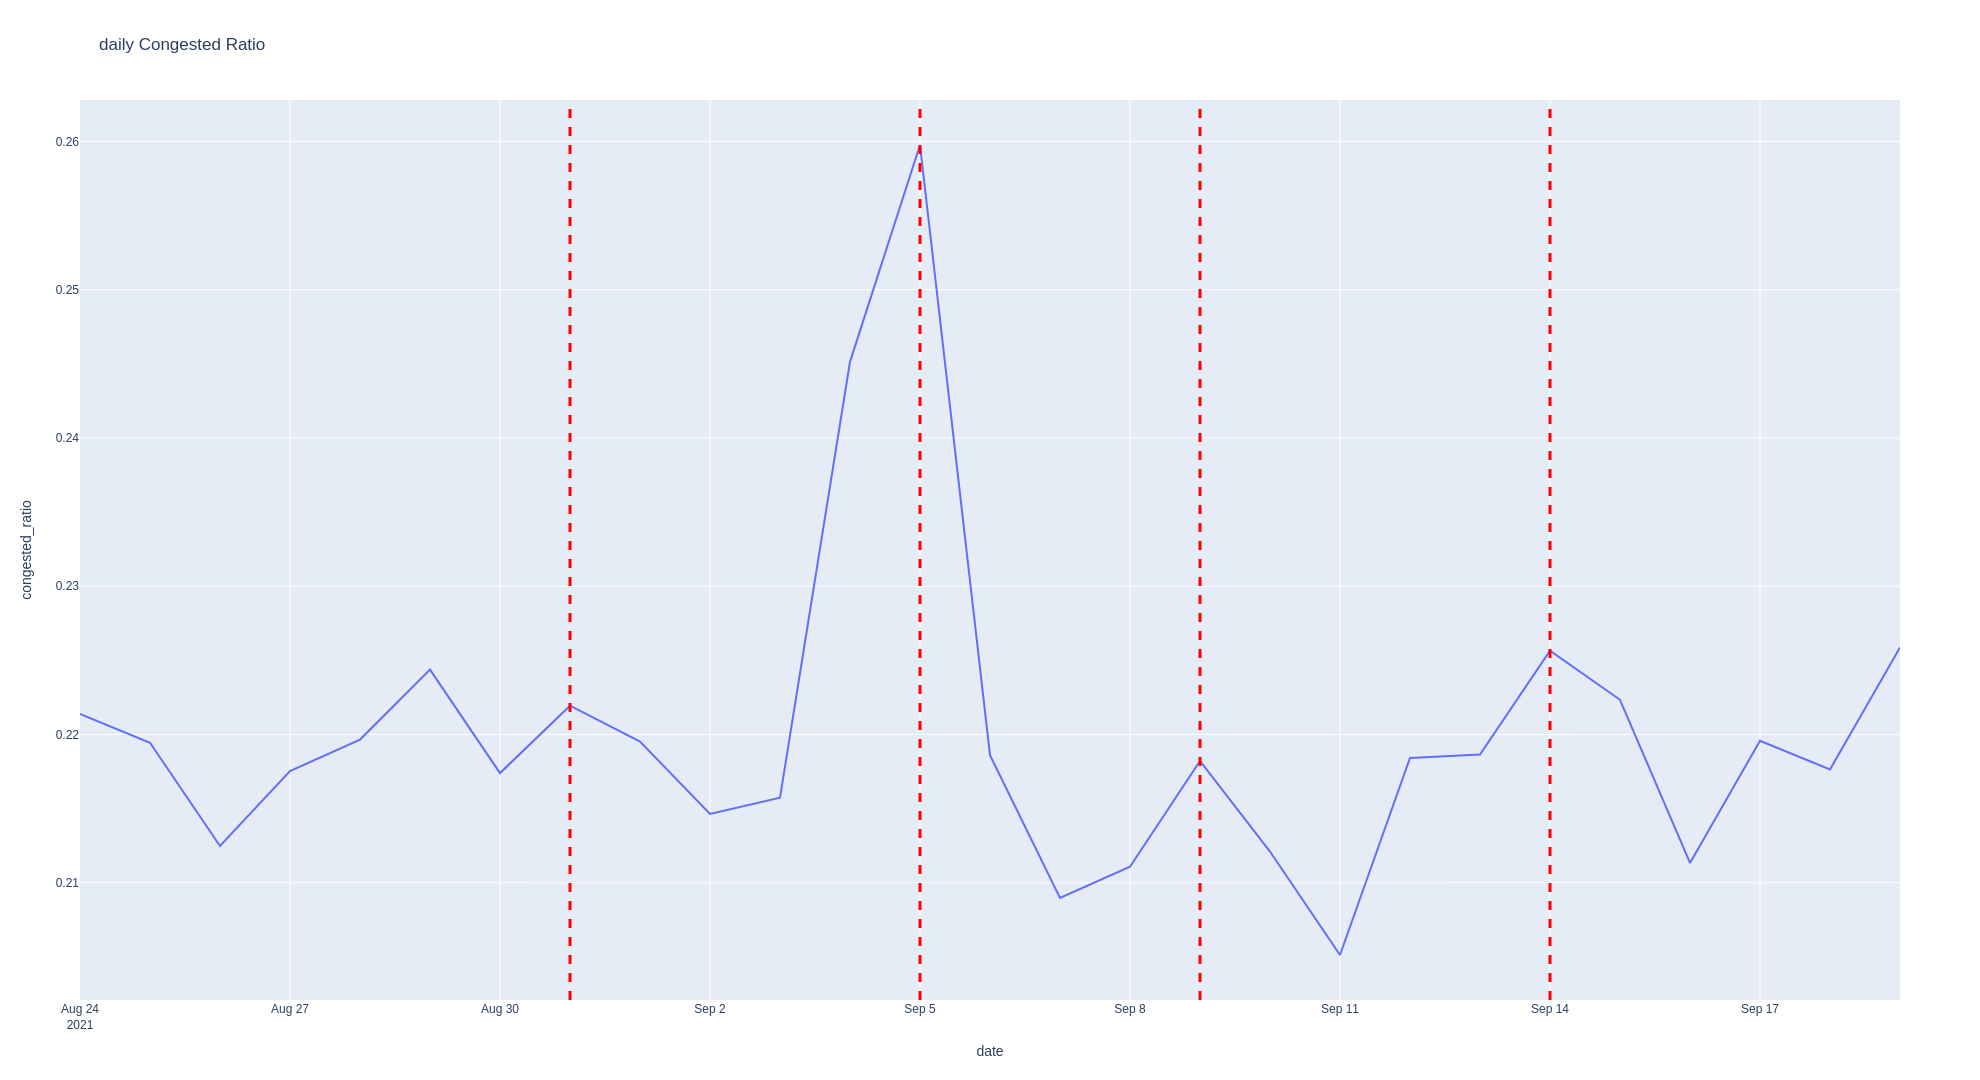 daily Congested Ratio
0.26
0.25
0.24
0.23
0.22
0.21
congested_ratio
Aug 24 Aug 27 Aug 30 Sep 2 Sep 5 Sep 8 Sep 11 Sep 14 Sep 17
2021
date